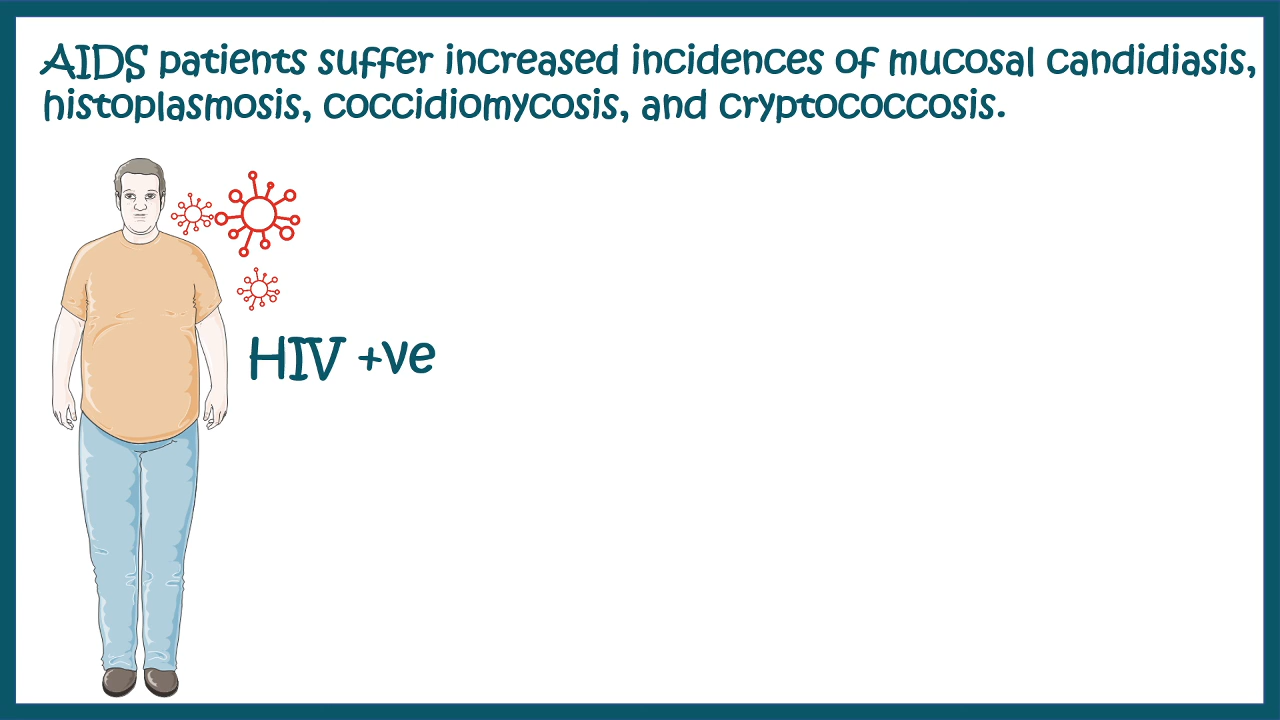 AIDS patients suffer increased incidences of mucosal candidiasis,
histoplasmosis, coccidiomycosis, and cryptococcosis.
HIV +ve